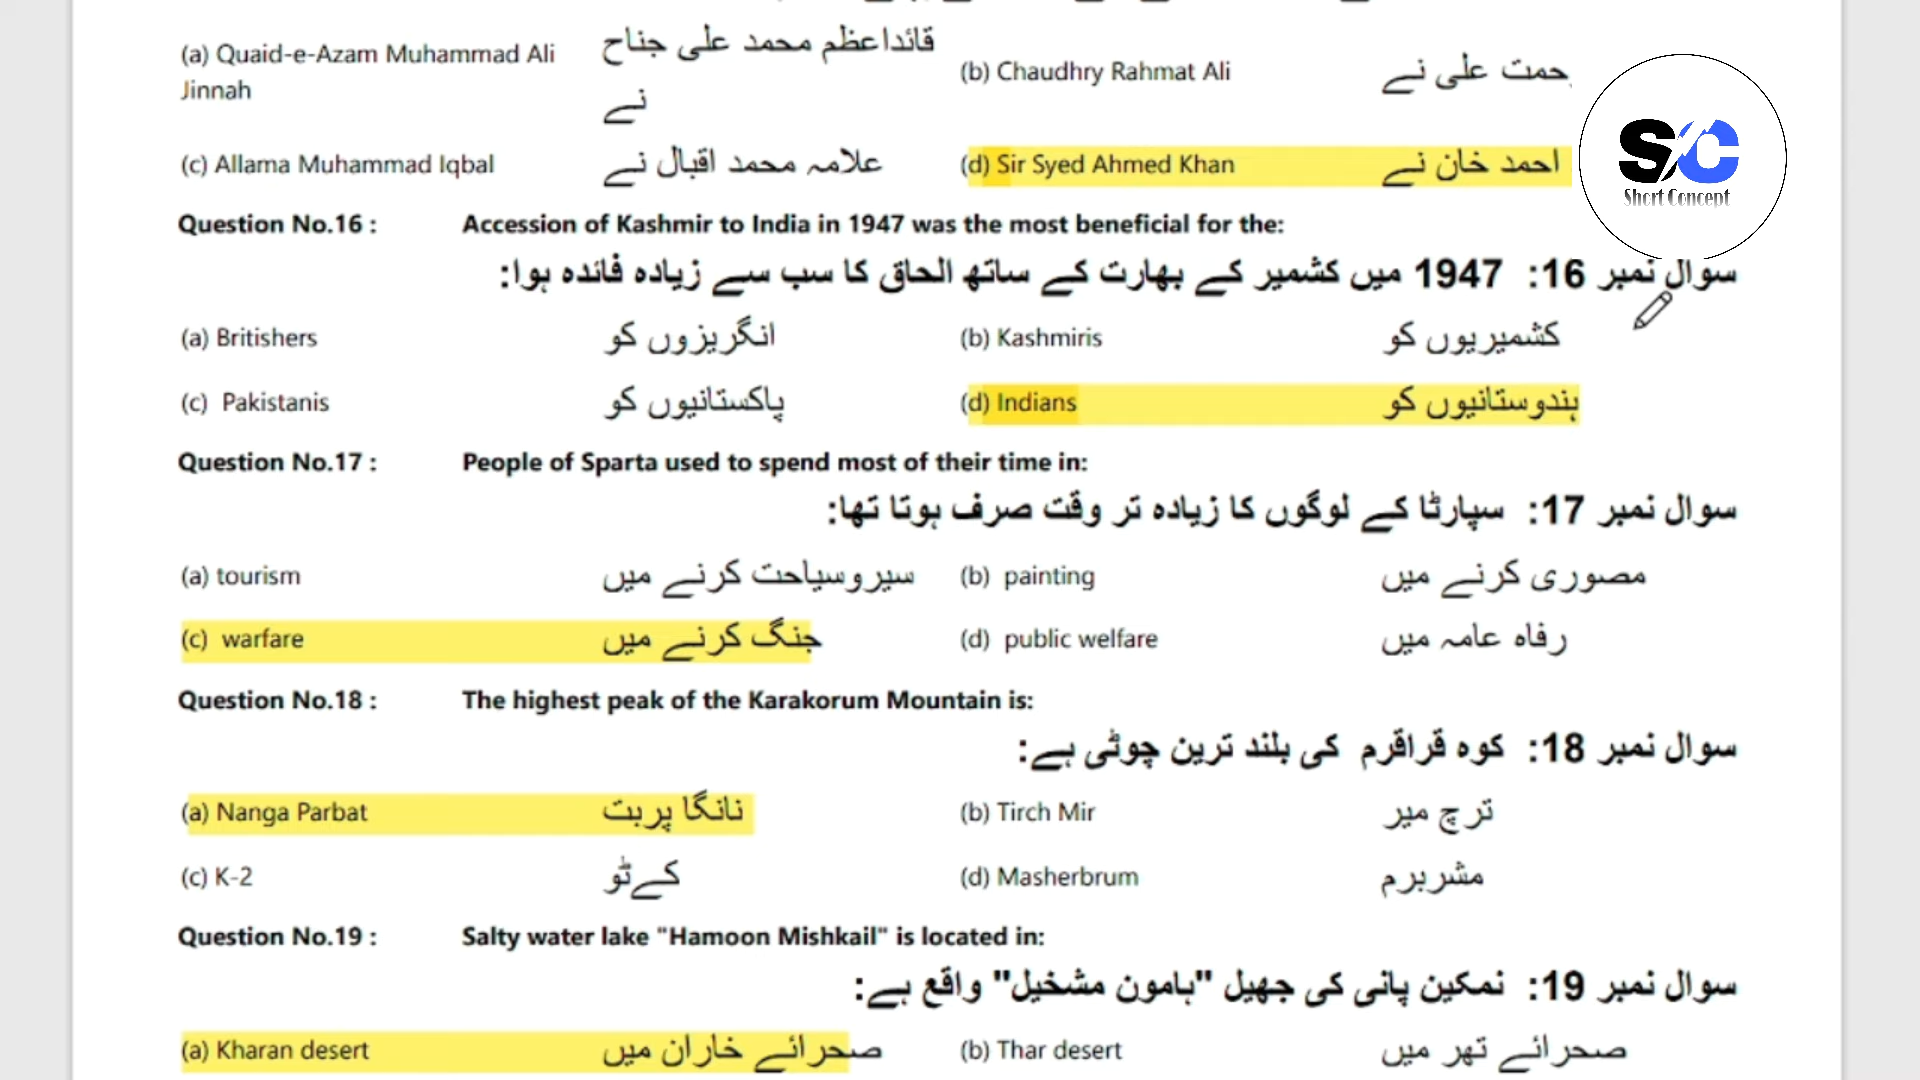 (a) Quaid-e-Azam Muhammad Ali Jinnah قائداعظم محمد علی جناح نے (b) Chaudhry Rahmat Ali حمت علی نے
(c) Allama Muhammad Iqbal علامہ محمد اقبال نے (d) Sir Syed Ahmed Khan احمد خان نے
S/C
Short Concept
Question No.16 : Accession of Kashmir to India in 1947 was the most beneficial for the:
سوال نمبر 16: 1947 میں کشمیر کے بھارت کے ساتھ الحاق کا سب سے زیادہ فائدہ ہوا:
(a) Britishers انگریزوں کو (b) Kashmiris کشمیریوں کو
(c) Pakistanis پاکستانیوں کو (d) Indians ہندوستانیوں کو
Question No.17 : People of Sparta used to spend most of their time in:
سوال نمبر 17: سپارٹا کے لوگوں کا زیادہ تر وقت صرف ہوتا تھا:
(a) tourism سیروسیاحت کرنے میں (b) painting مصوری کرنے میں
(c) warfare جنگ کرنے میں (d) public welfare رفاہ عامہ میں
Question No.18 : The highest peak of the Karakorum Mountain is:
سوال نمبر 18: کوہ قراقرم کی بلند ترین چوٹی ہے:
(a) Nanga Parbat نانگا پربت (b) Tirch Mir ترچ میر
(c) K-2 کےٹو (d) Masherbrum مشربرم
Question No.19 : Salty water lake "Hamoon Mishkail" is located in:
سوال نمبر 19: نمکین پانی کی جھیل "ہامون مشخیل" واقع ہے:
(a) Kharan desert صحرائے خاران میں (b) Thar desert صحرائے تھر میں